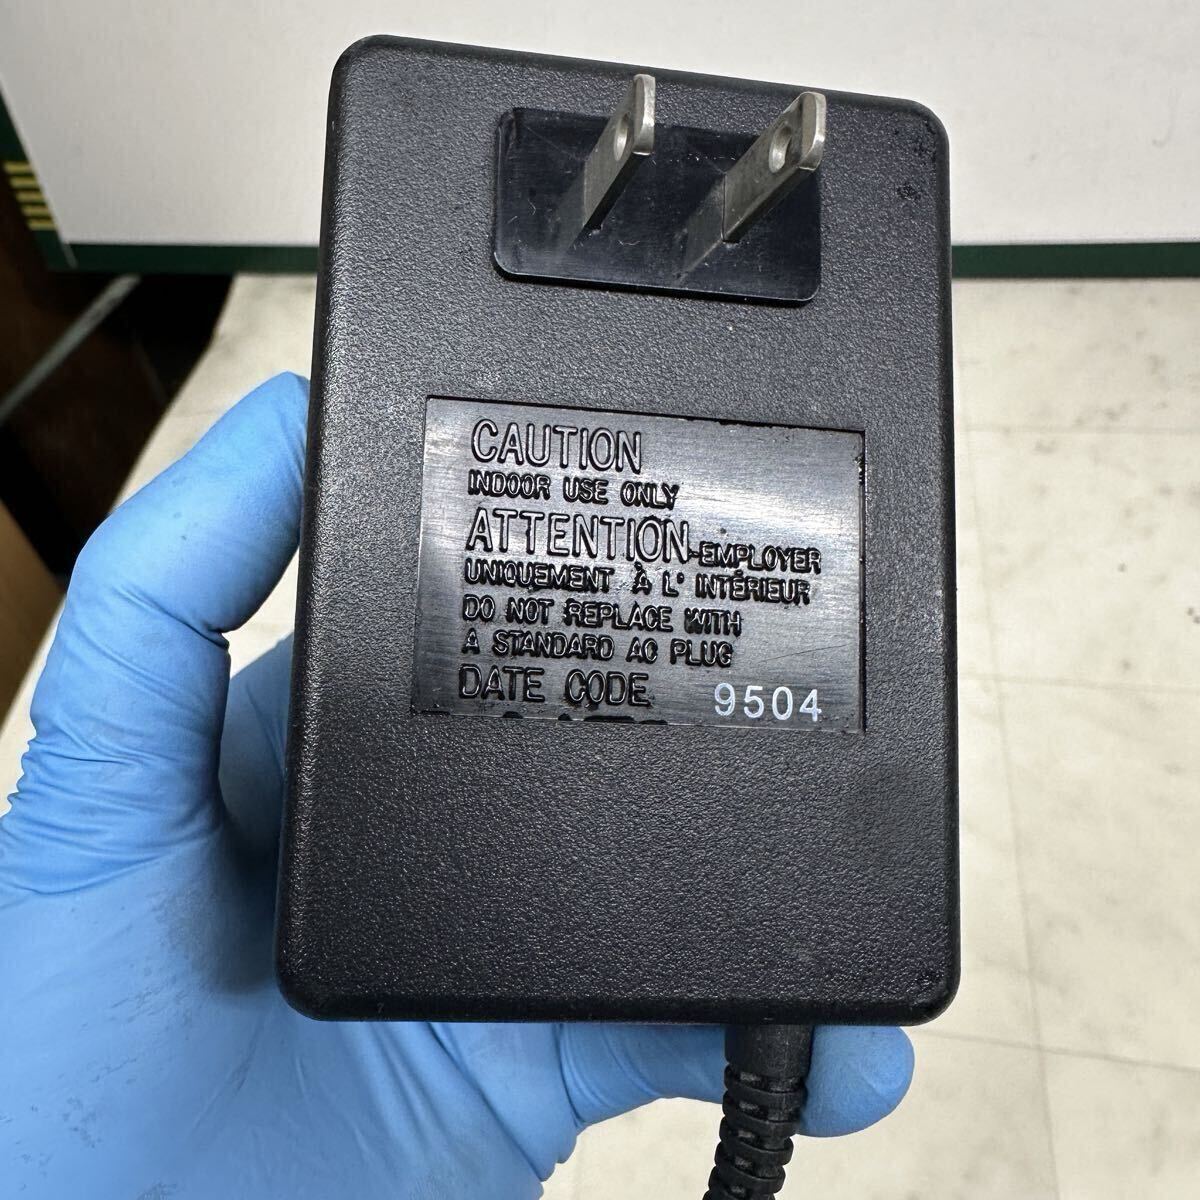 CAUTION
INDOOR USE ONLY
ATTENTION-EMPLOYER
UNIQUEMENT À L' INTÉRIEUR
DO NOT REPLACE WITH
A STANDARD AC PLUG
DATE CODE 9504